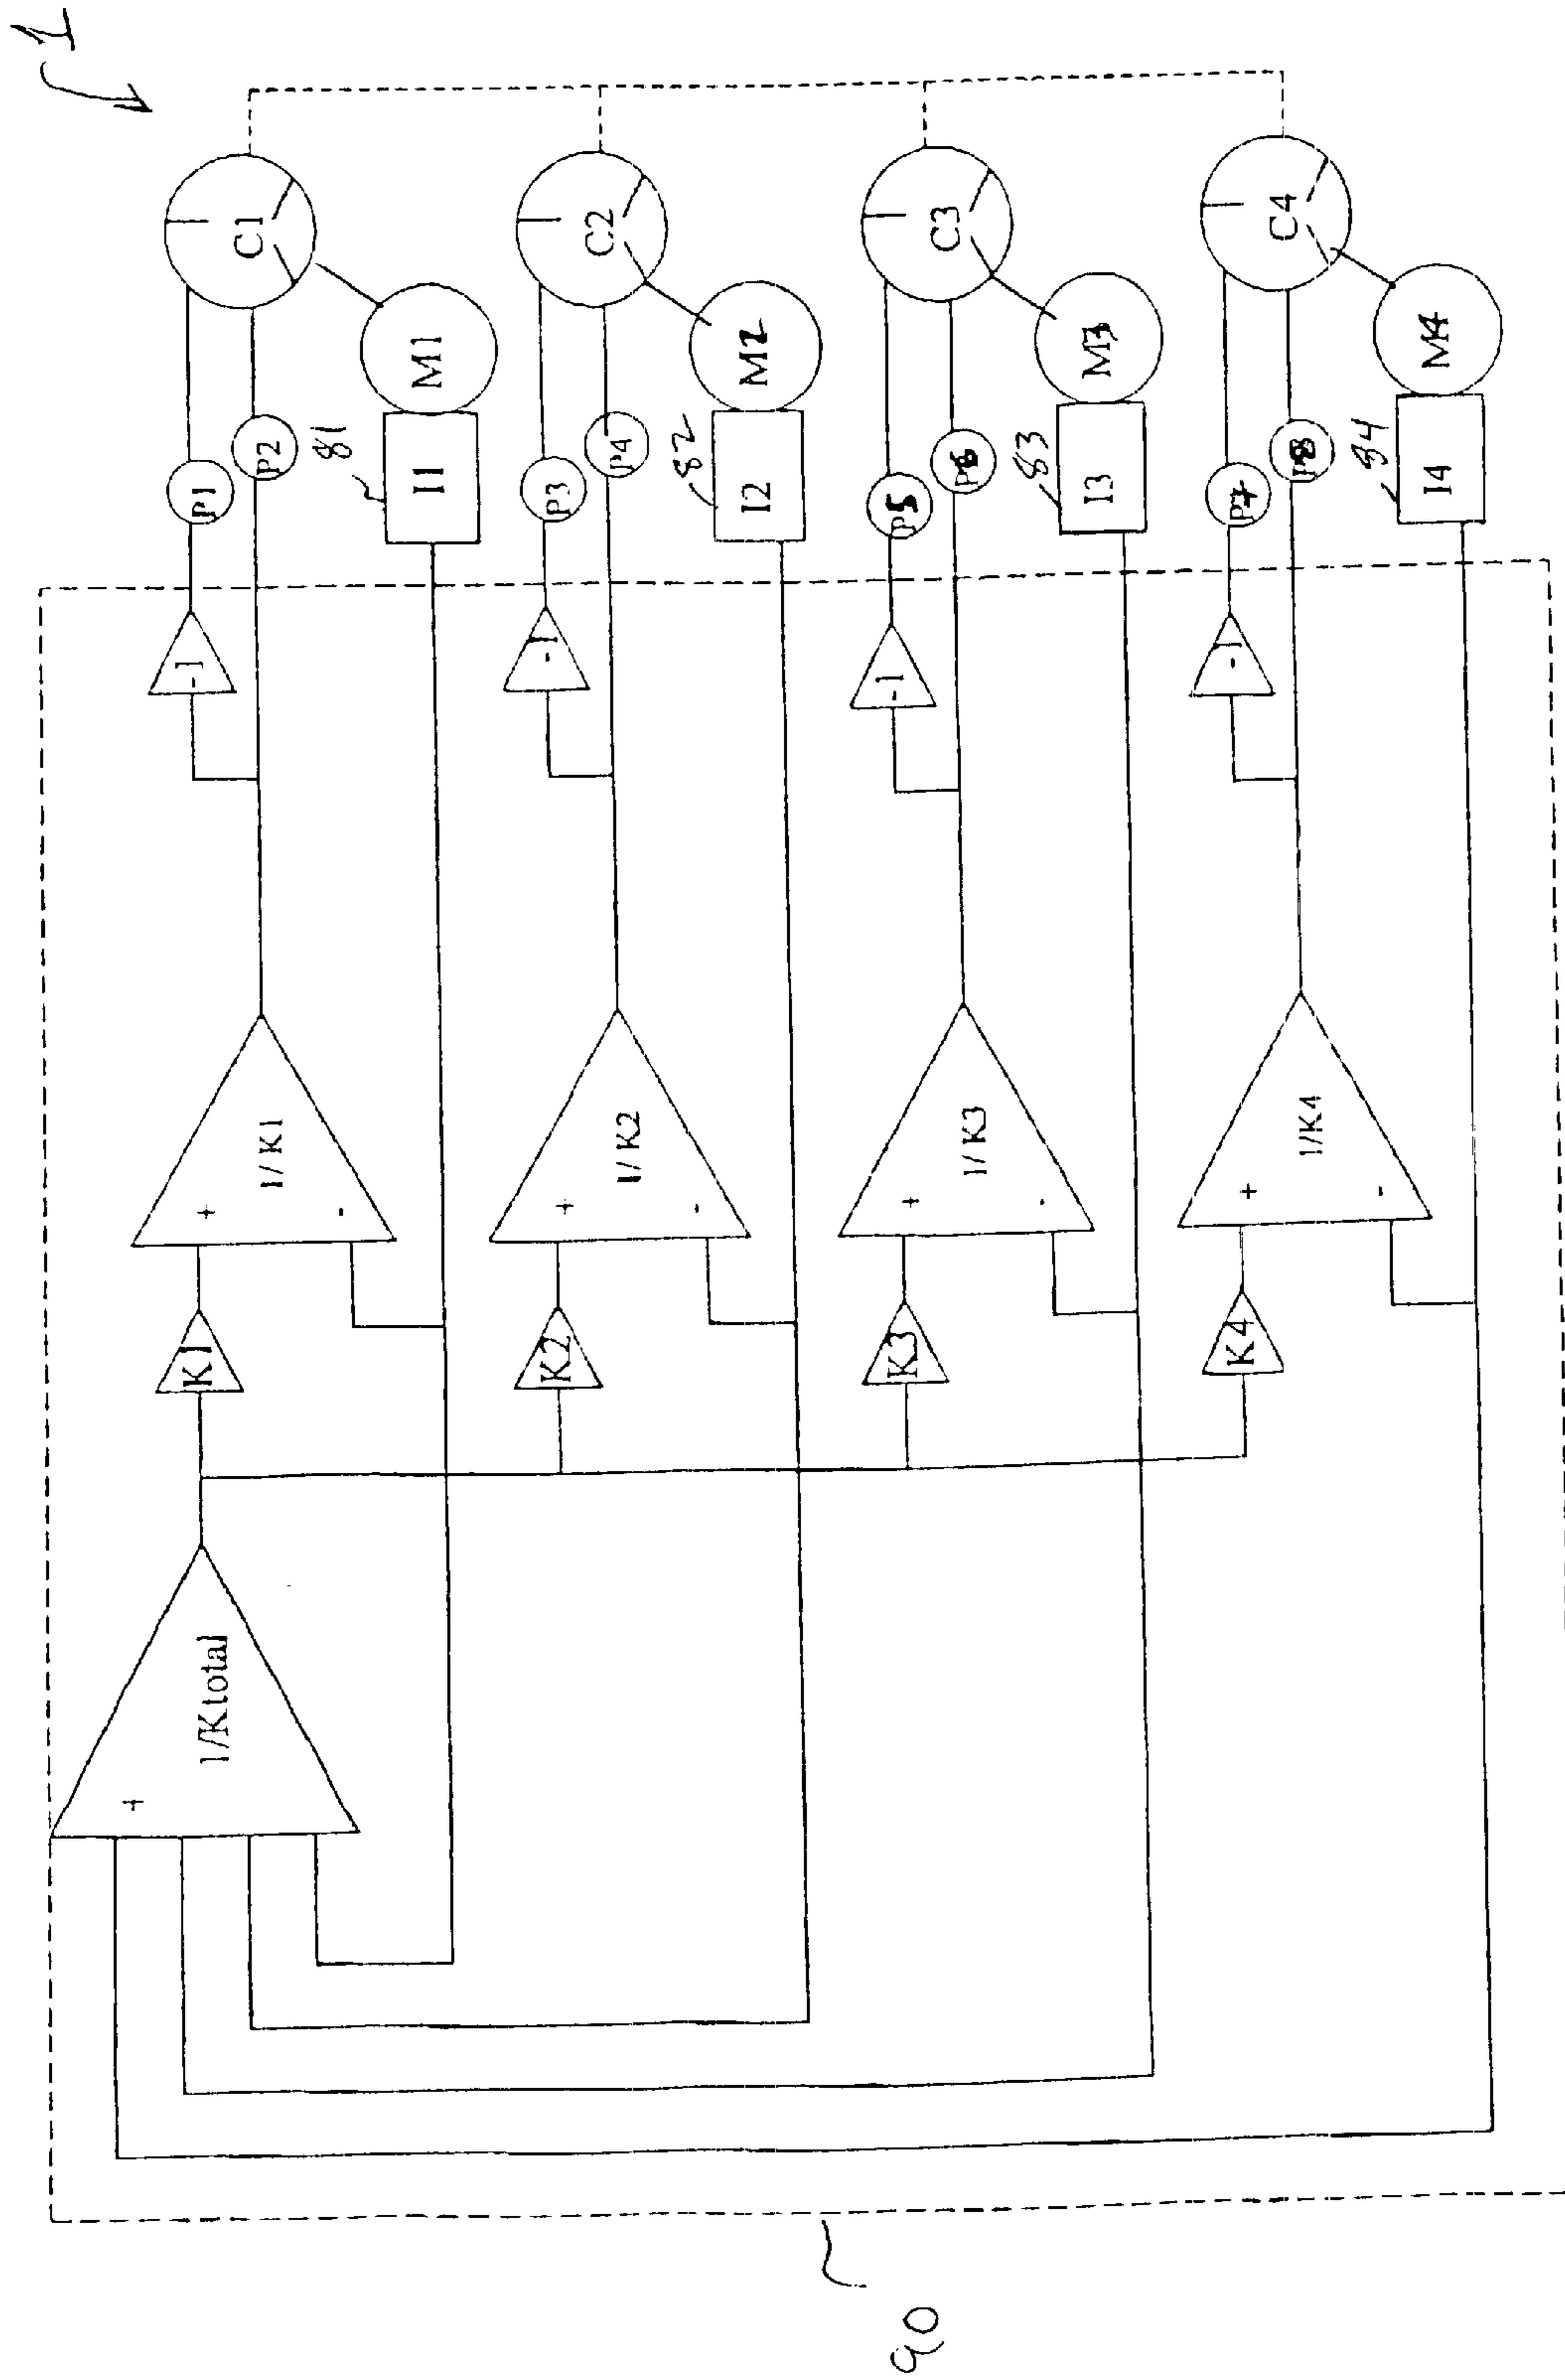 1
C1
M1
P1
P2
81
I1
-1
1/K1
+
-
K1
1/Ktotal
+
C2
M2
P3
P4
82
I2
-1
1/K2
+
-
K2
C3
M3
P5
P6
83
I3
-1
1/K3
+
-
K3
C4
M4
P7
P8
84
I4
-1
1/K4
+
-
K4
90